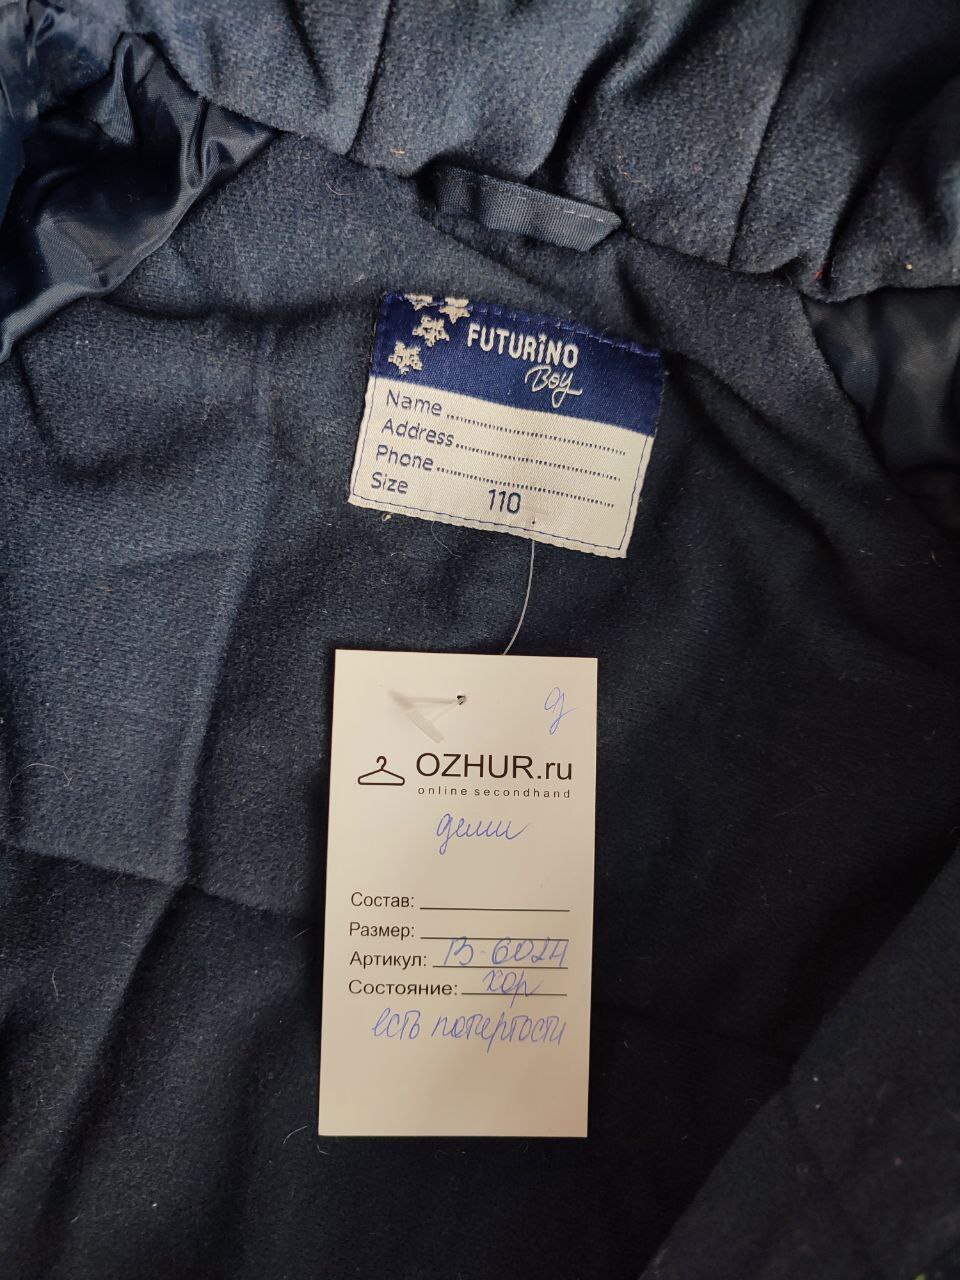 FUTURiNO
Boy
Name
Address
Phone
Size 110
д
OZHUR.ru
online secondhand
деми
Состав:
Размер:
Артикул: В-6024
Состояние: хор
есть потертости